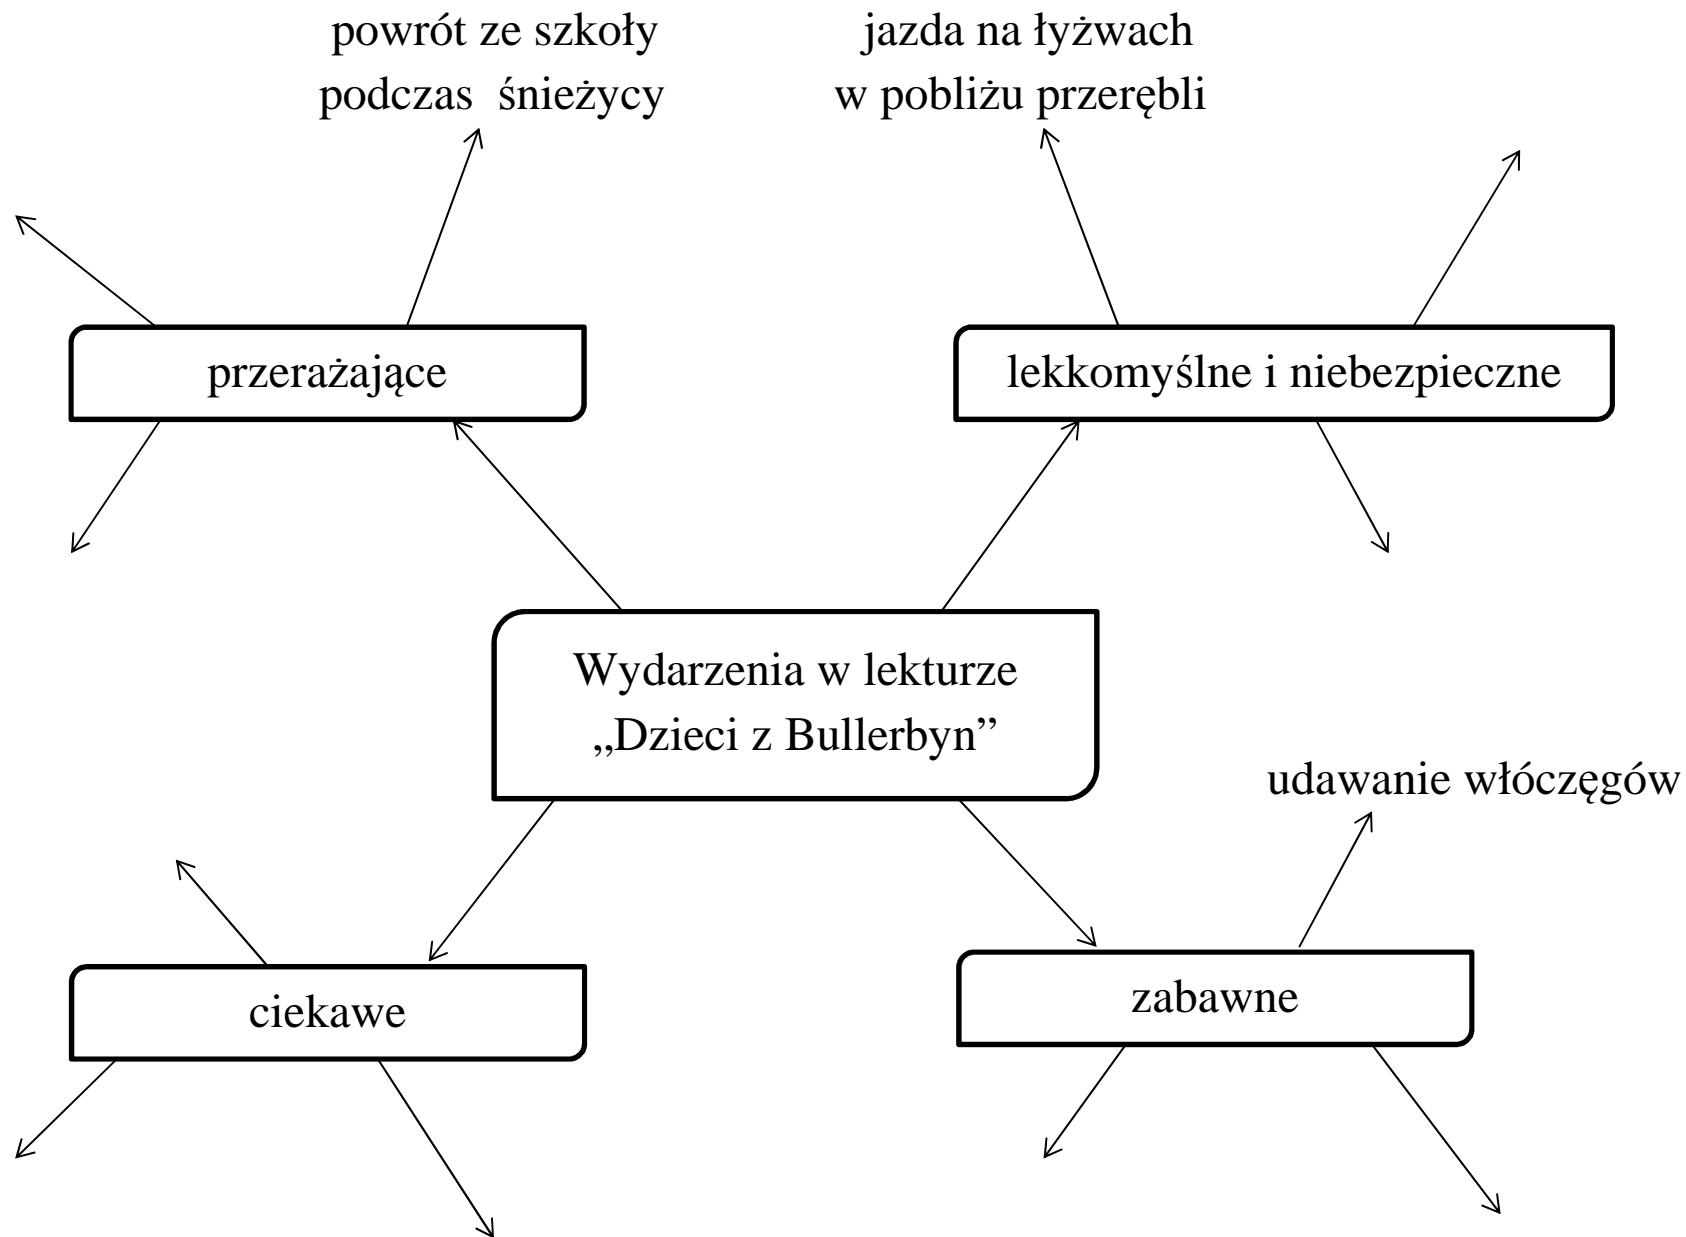 powrót ze szkoły
podczas śnieżycy
jazda na łyżwach
w pobliżu przerębli
przerażające
lekkomyślne i niebezpieczne
Wydarzenia w lekturze
„Dzieci z Bullerbyn”
udawanie włóczęgów
ciekawe
zabawne